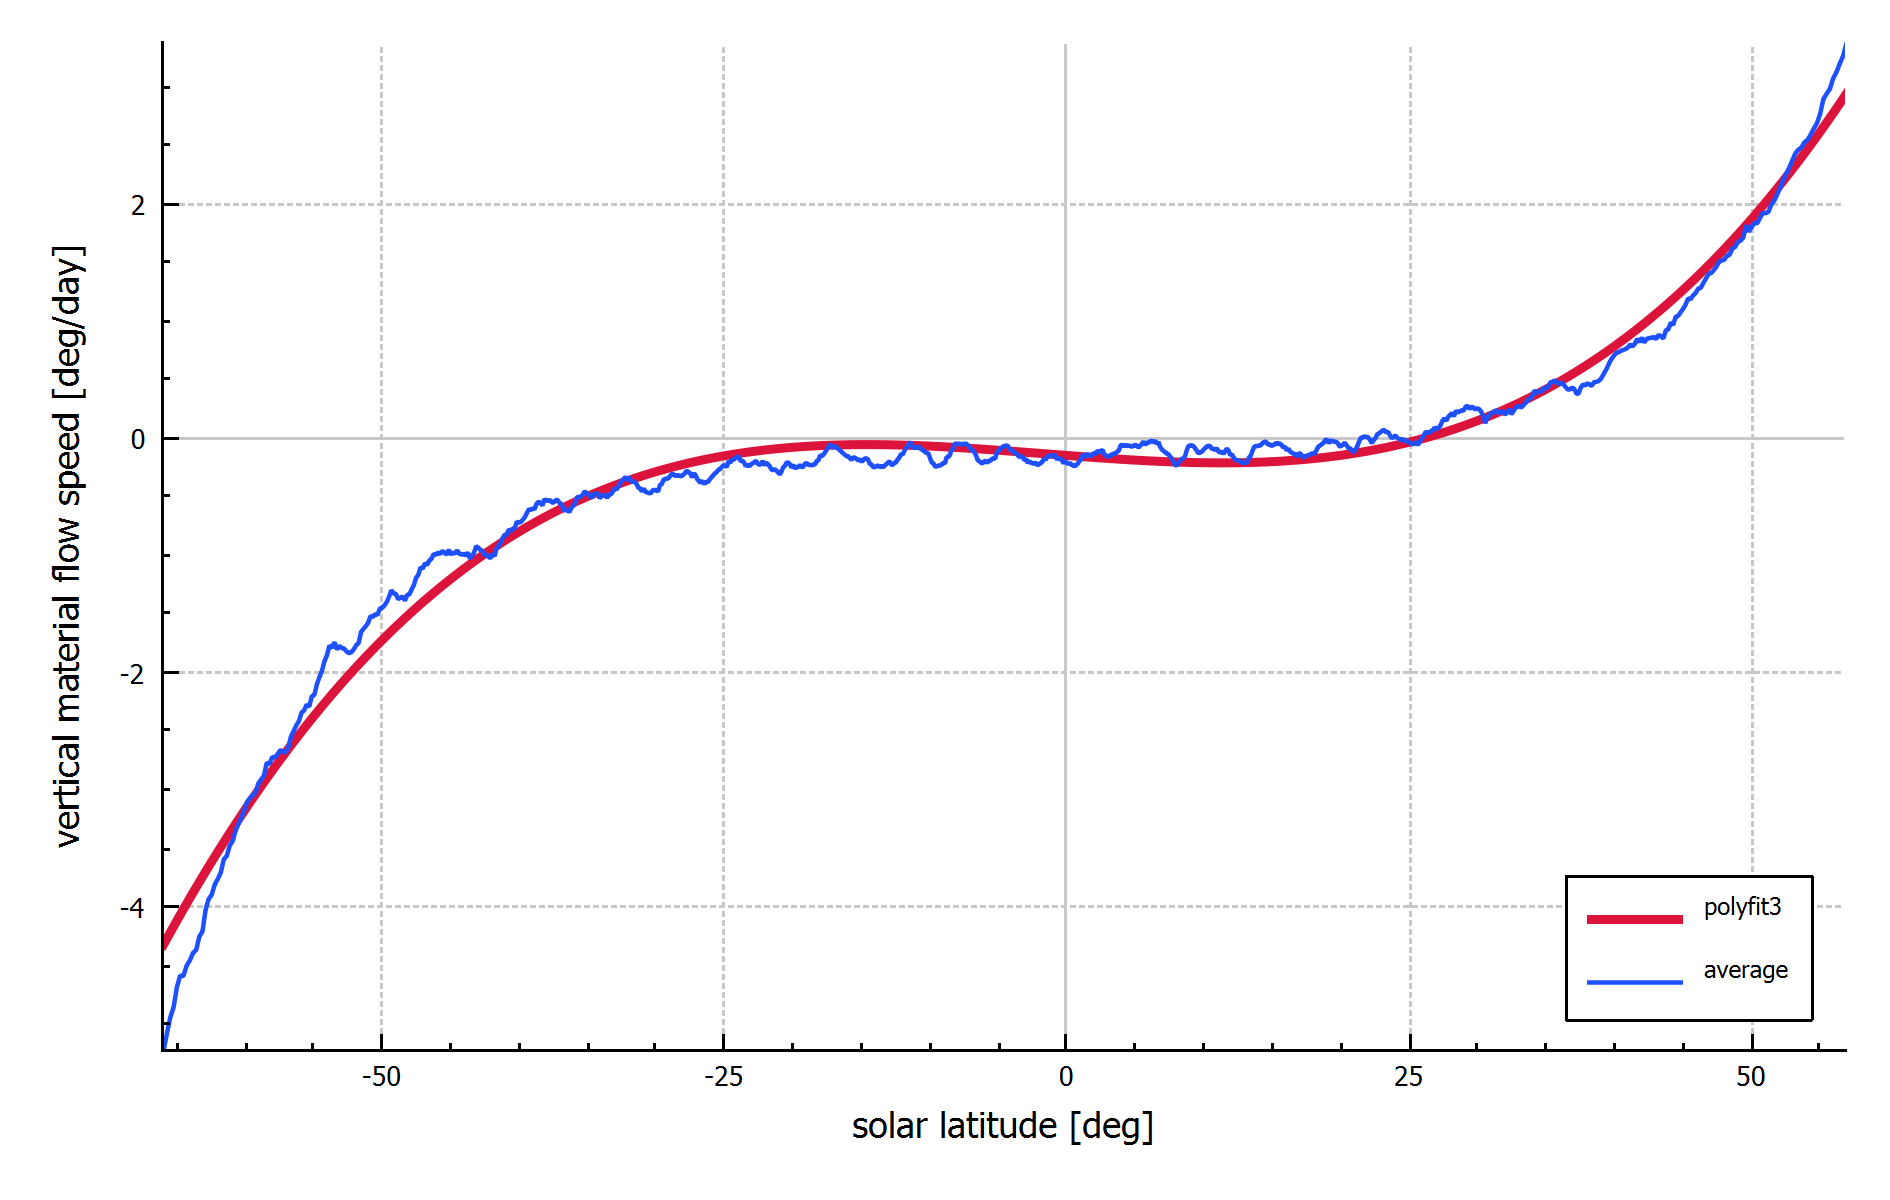 vertical material flow speed [deg/day]
2
0
-2
-4
polyfit3
average
-50
-25
0
25
50
solar latitude [deg]